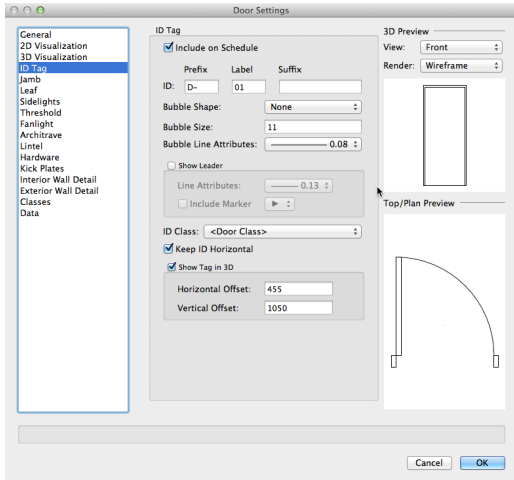 Door Settings
General
2D Visualization
3D Visualization
ID Tag
Jamb
Leaf
Sidelights
Threshold
Fanlight
Architrave
Lintel
Hardware
Kick Plates
Interior Wall Detail
Exterior Wall Detail
Classes
Data
ID Tag
Include on Schedule
Prefix Label Suffix
ID: D- 01
Bubble Shape: None
Bubble Size: 11
Bubble Line Attributes: 0.08
Show Leader
Line Attributes: 0.13
Include Marker
ID Class: <Door Class>
Keep ID Horizontal
Show Tag in 3D
Horizontal Offset: 455
Vertical Offset: 1050
3D Preview
View: Front
Render: Wireframe
Top/Plan Preview
Cancel OK